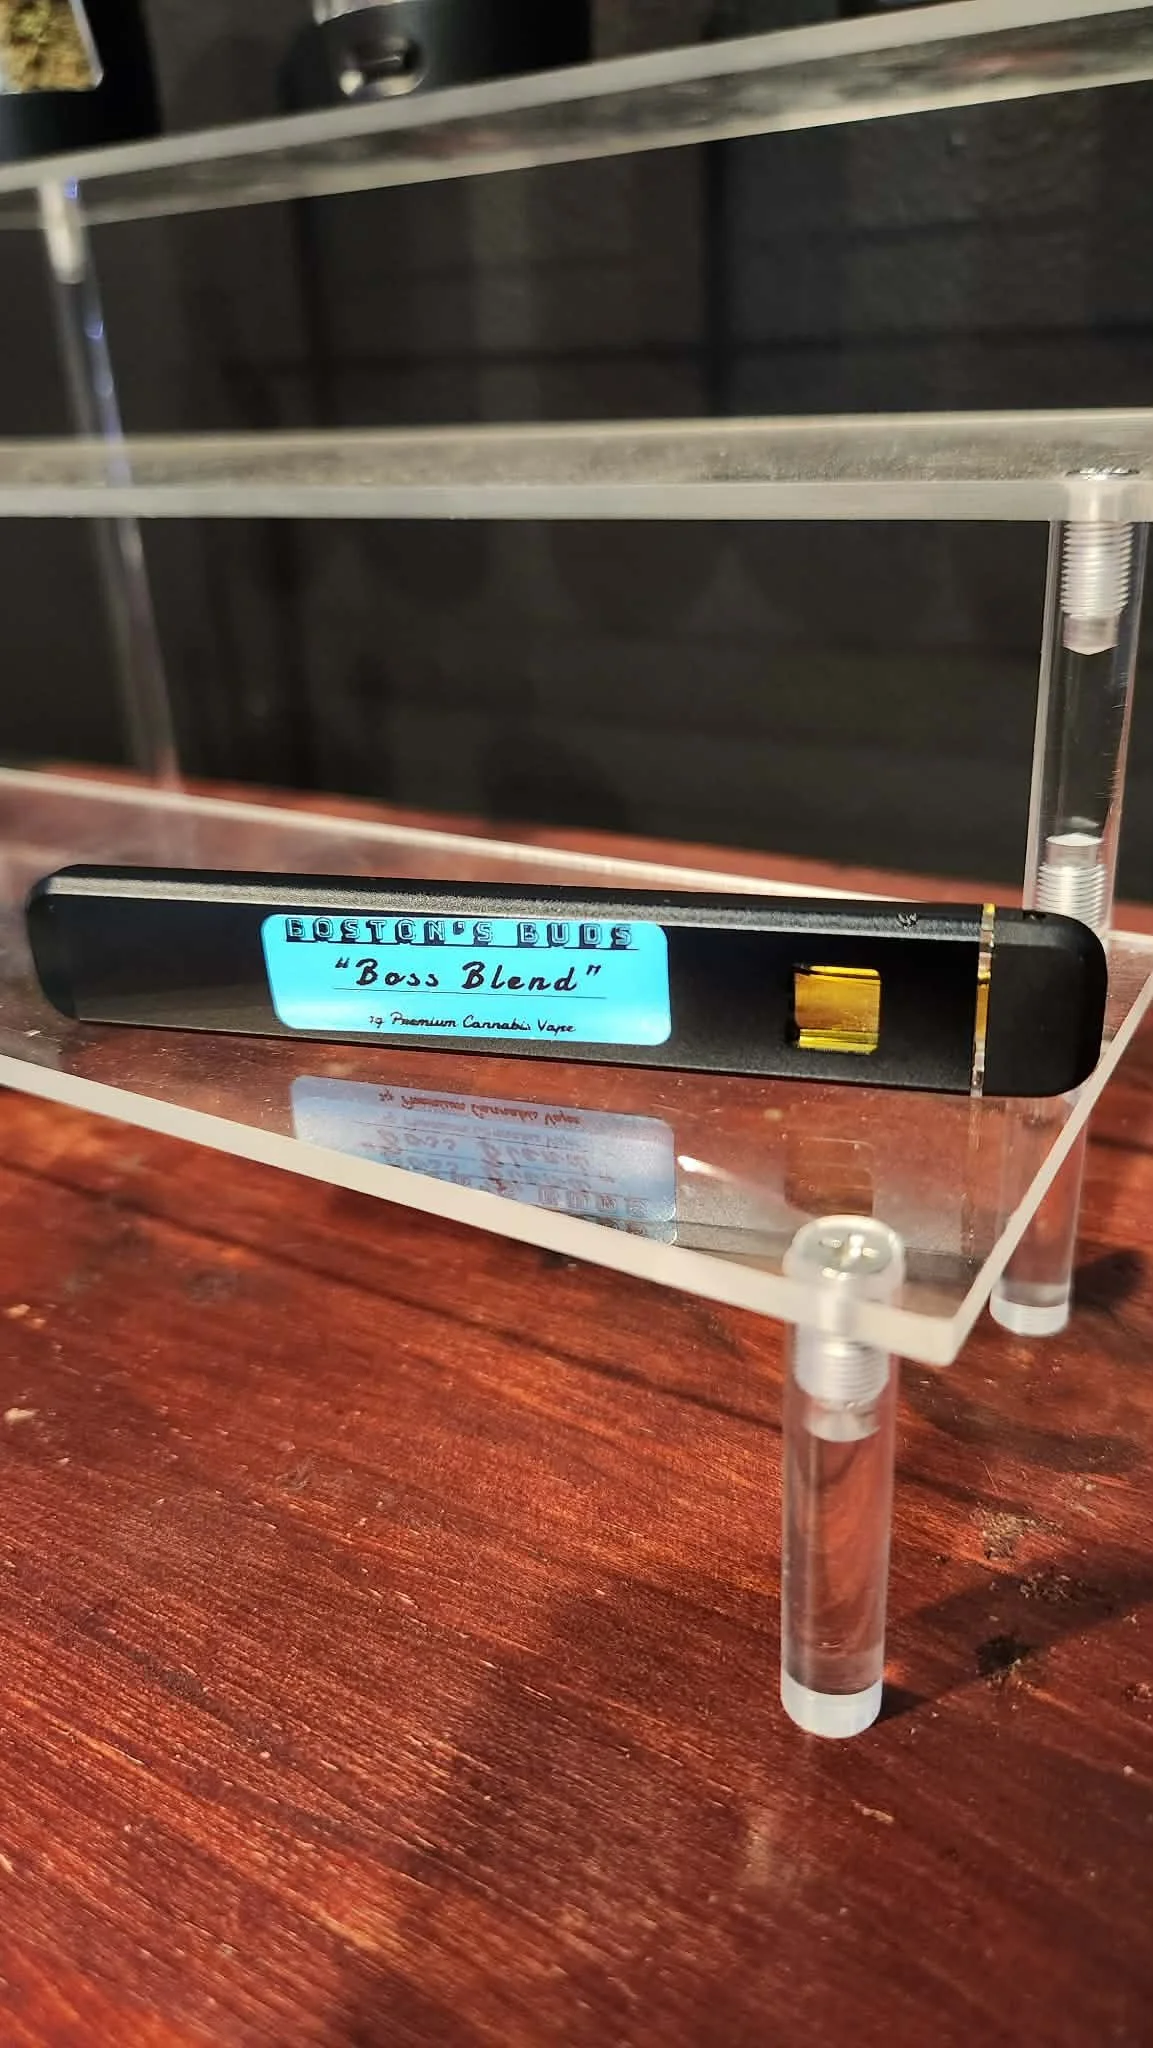 BOSTON'S BUDS
"Boss Blend"
1g Premium Cannabis Vape